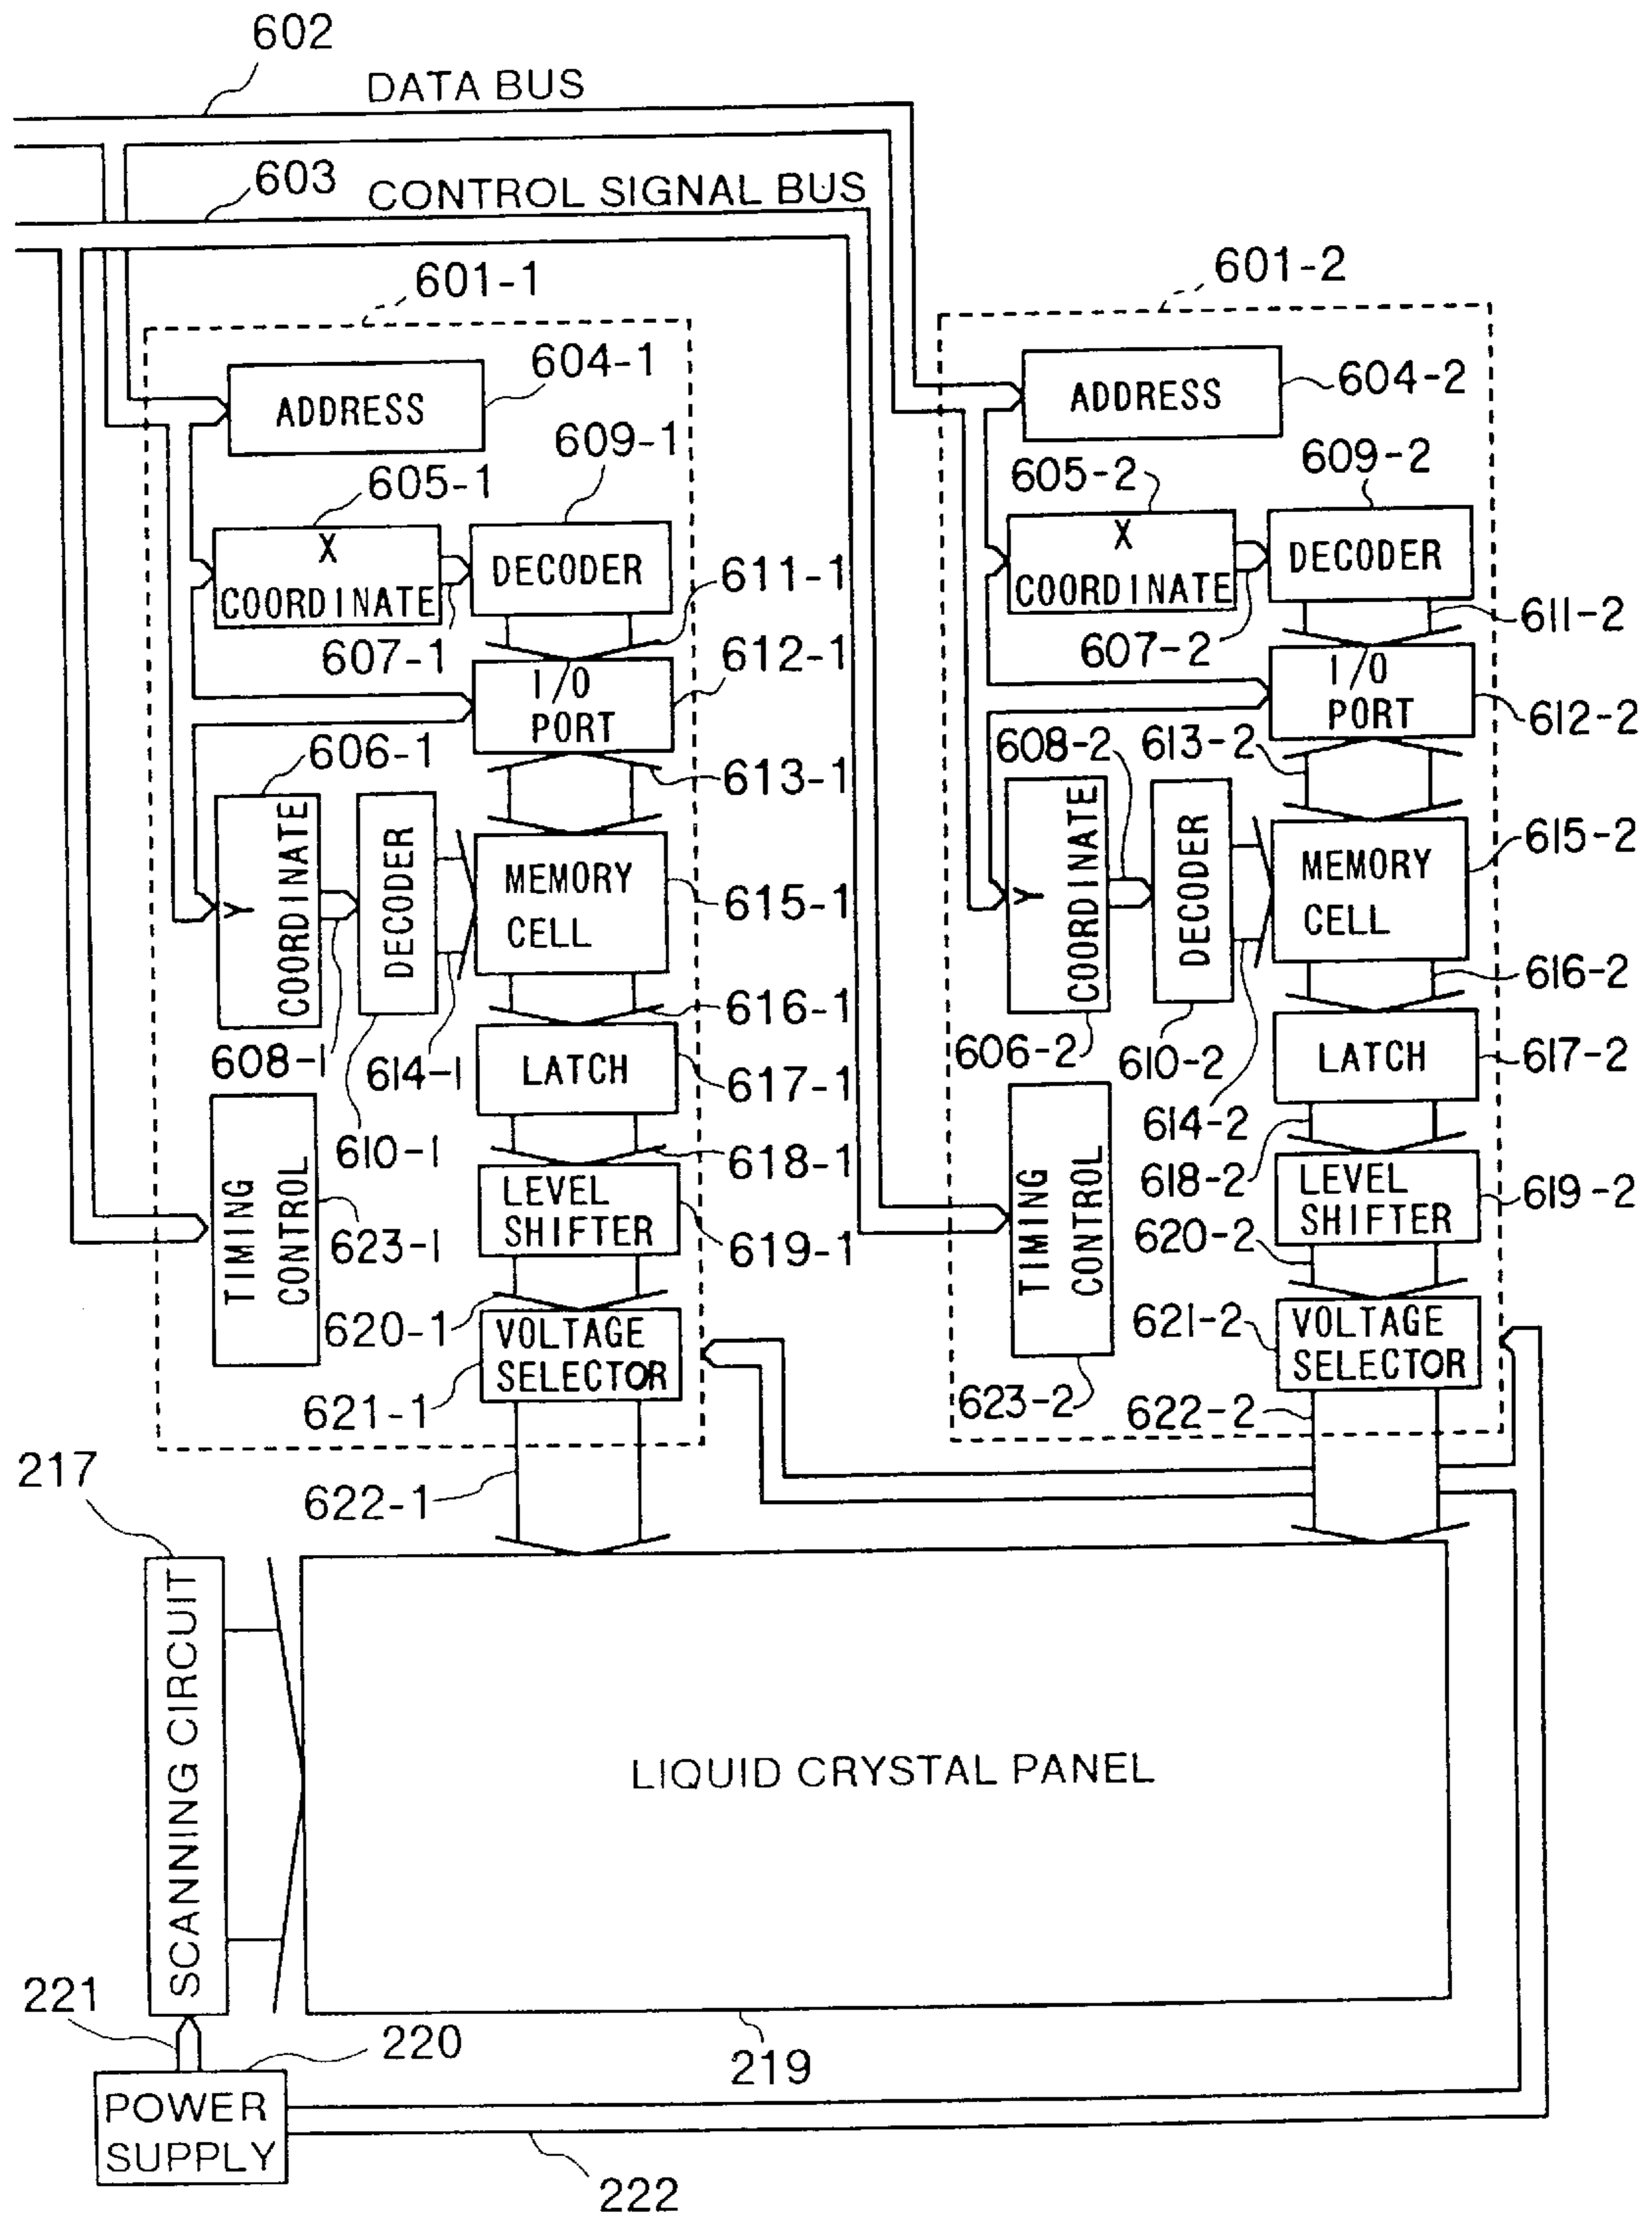 602
DATA BUS
603
CONTROL SIGNAL BUS
601-1
601-2
604-1
ADDRESS
604-2
ADDRESS
609-1
605-1
605-2
609-2
X
COORDINATE
DECODER
X
COORDINATE
DECODER
611-1
611-2
607-1
607-2
612-1
I/O
PORT
I/O
PORT
612-2
606-1
613-1
608-2
613-2
Y
COORDINATE
DECODER
MEMORY
CELL
615-1
Y
COORDINATE
DECODER
MEMORY
CELL
615-2
616-1
616-2
608-1
614-1
606-2
610-2
LATCH
617-1
LATCH
617-2
610-1
618-1
614-2
618-2
TIMING
CONTROL
623-1
LEVEL
SHIFTER
619-1
TIMING
CONTROL
LEVEL
SHIFTER
619-2
620-2
620-1
VOLTAGE
SELECTOR
621-2
VOLTAGE
SELECTOR
621-1
623-2
622-2
217
622-1
SCANNING CIRCUIT
LIQUID CRYSTAL PANEL
221
220
219
POWER
SUPPLY
222